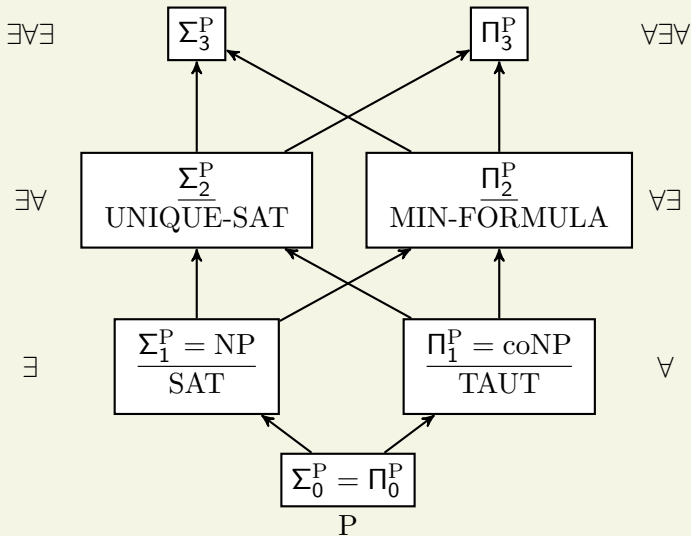 ∃∀∃ Σ₃ᴾ Π₃ᴾ ∀∃∀
Σ₂ᴾ Π₂ᴾ
∃∀ UNIQUE-SAT MIN-FORMULA ∀∃
Σ₁ᴾ = NP Π₁ᴾ = coNP
∃ SAT TAUT ∀
Σ₀ᴾ = Π₀ᴾ
P